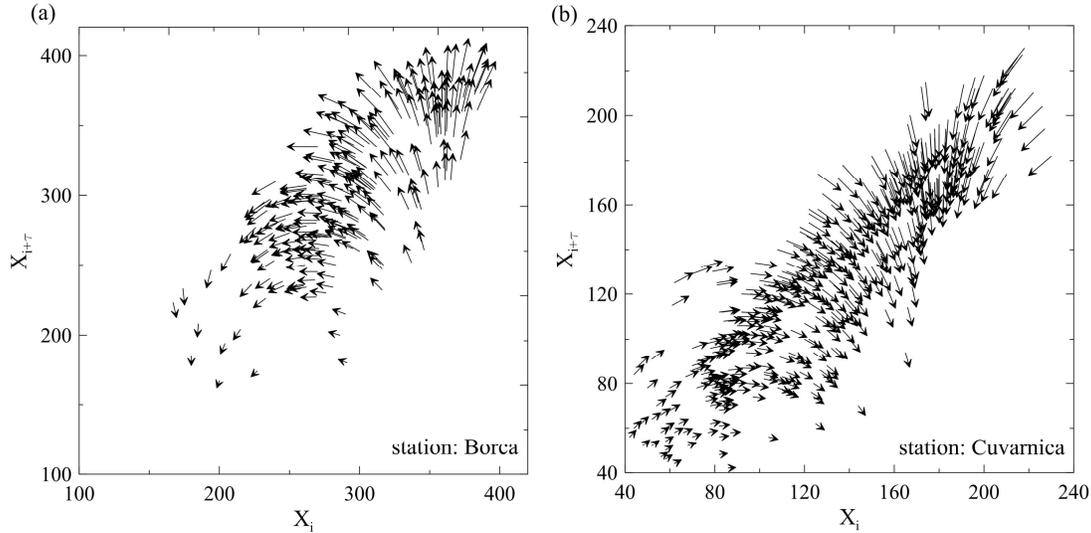 (a)
400
300
200
100
X_{i+τ}
station: Borca
100 200 300 400
X_i
(b)
240
200
160
120
80
40
X_{i+τ}
station: Cuvarnica
40 80 120 160 200 240
X_i